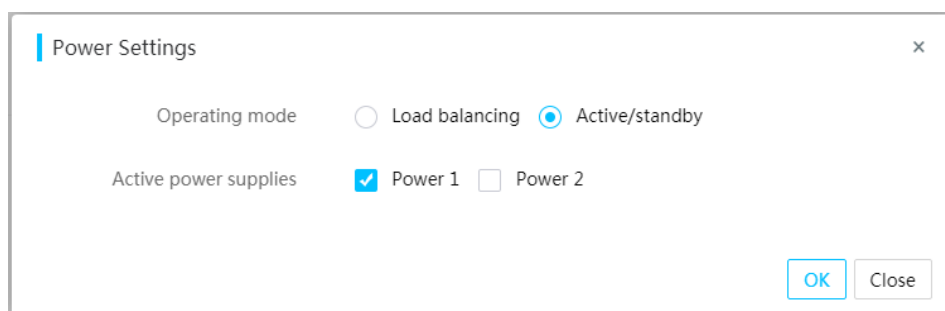 Power Settings ×
Operating mode Load balancing Active/standby
Active power supplies Power 1 Power 2
OK Close